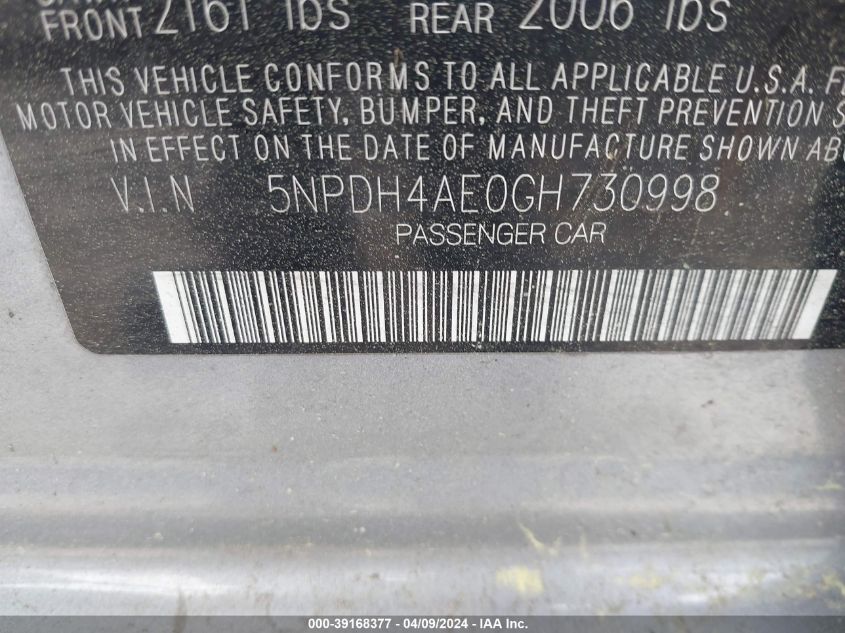 FRONT 2161 lbs REAR 2006 lbs
THIS VEHICLE CONFORMS TO ALL APPLICABLE U.S.A.
MOTOR VEHICLE SAFETY, BUMPER, AND THEFT PREVENTION
IN EFFECT ON THE DATE OF MANUFACTURE SHOWN
V.I.N 5NPDH4AE0GH730998
PASSENGER CAR
000-39168377 - 04/09/2024 - IAA Inc.